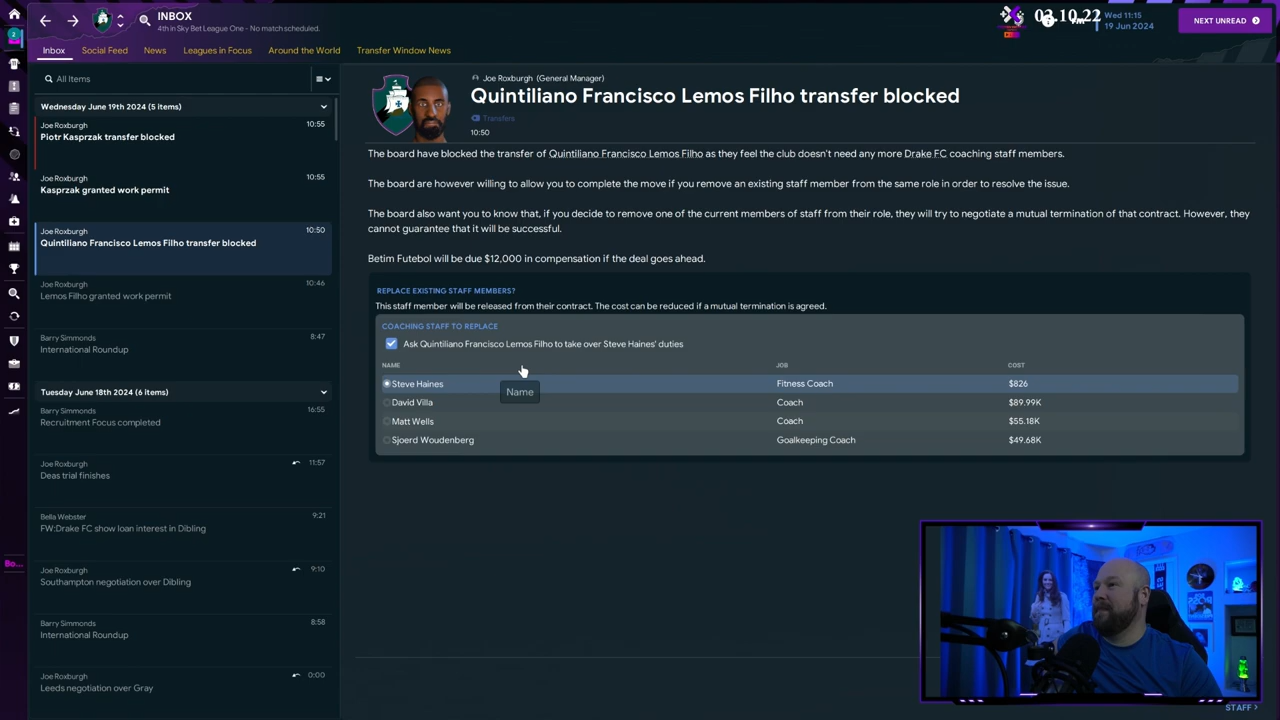 INBOX
4th in Sky Bet League One - No match scheduled.
03.10.22
Wed 11:15
19 Jun 2024
NEXT UNREAD
Inbox
Social Feed
News
Leagues in Focus
Around the World
Transfer Window News
2
All Items
Wednesday June 19th 2024 (5 items)
Joe Roxburgh 10:55
Piotr Kasprzak transfer blocked
Joe Roxburgh 10:55
Kasprzak granted work permit
Joe Roxburgh 10:50
Quintiliano Francisco Lemos Filho transfer blocked
Joe Roxburgh 10:46
Lemos Filho granted work permit
Barry Simmonds 8:47
International Roundup
Tuesday June 18th 2024 (6 items)
Barry Simmonds 16:55
Recruitment Focus completed
Joe Roxburgh 11:57
Deas trial finishes
Bella Webster 9:21
FW:Drake FC show loan interest in Dibling
Joe Roxburgh 9:10
Southampton negotiation over Dibling
Barry Simmonds 8:58
International Roundup
Joe Roxburgh 0:00
Leeds negotiation over Gray
Bo...
Joe Roxburgh (General Manager)
Quintiliano Francisco Lemos Filho transfer blocked
Transfers
10:50
The board have blocked the transfer of Quintiliano Francisco Lemos Filho as they feel the club doesn't need any more Drake FC coaching staff members.
The board are however willing to allow you to complete the move if you remove an existing staff member from the same role in order to resolve the issue.
The board also want you to know that, if you decide to remove one of the current members of staff from their role, they will try to negotiate a mutual termination of that contract. However, they
cannot guarantee that it will be successful.
Betim Futebol will be due $12,000 in compensation if the deal goes ahead.
REPLACE EXISTING STAFF MEMBERS?
This staff member will be released from their contract. The cost can be reduced if a mutual termination is agreed.
COACHING STAFF TO REPLACE
Ask Quintiliano Francisco Lemos Filho to take over Steve Haines' duties
NAME JOB COST
Steve Haines Fitness Coach $826
Name
David Villa Coach $89.99K
Matt Wells Coach $55.18K
Sjoerd Woudenberg Goalkeeping Coach $49.68K
STAFF